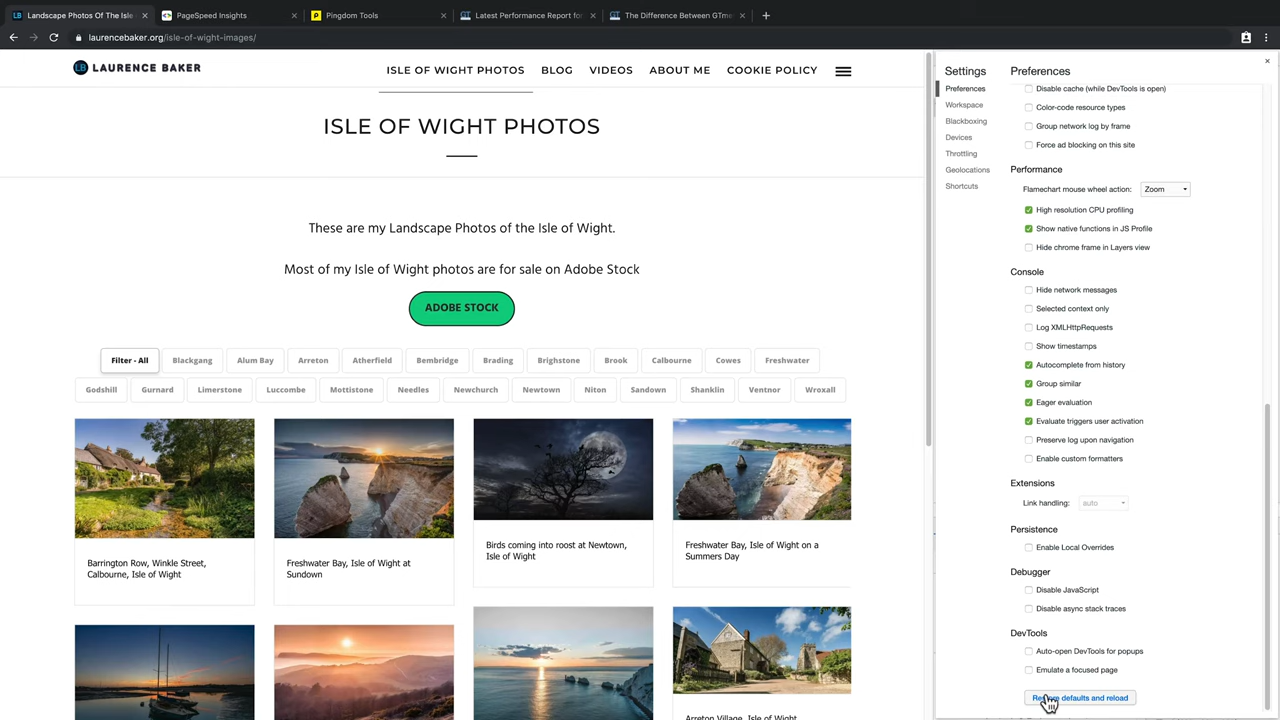 Landscape Photos Of The Isle
PageSpeed Insights
Pingdom Tools
Latest Performance Report for
The Difference Between GTme
laurencebaker.org/isle-of-wight-images/
LB LAURENCE BAKER
ISLE OF WIGHT PHOTOS
BLOG
VIDEOS
ABOUT ME
COOKIE POLICY
ISLE OF WIGHT PHOTOS
These are my Landscape Photos of the Isle of Wight.
Most of my Isle of Wight photos are for sale on Adobe Stock
ADOBE STOCK
Filter - All
Blackgang
Alum Bay
Arreton
Atherfield
Bembridge
Brading
Brighstone
Brook
Calbourne
Cowes
Freshwater
Godshill
Gurnard
Limerstone
Luccombe
Mottistone
Needles
Newchurch
Newtown
Niton
Sandown
Shanklin
Ventnor
Wroxall
Barrington Row, Winkle Street,
Calbourne, Isle of Wight
Freshwater Bay, Isle of Wight at
Sundown
Birds coming into roost at Newtown,
Isle of Wight
Freshwater Bay, Isle of Wight on a
Summers Day
Arreton Village, Isle of Wight
Settings
Preferences
Workspace
Blackboxing
Devices
Throttling
Geolocations
Shortcuts
Preferences
Disable cache (while DevTools is open)
Color-code resource types
Group network log by frame
Force ad blocking on this site
Performance
Flamechart mouse wheel action: Zoom
High resolution CPU profiling
Show native functions in JS Profile
Hide chrome frame in Layers view
Console
Hide network messages
Selected context only
Log XMLHttpRequests
Show timestamps
Autocomplete from history
Group similar
Eager evaluation
Evaluate triggers user activation
Preserve log upon navigation
Enable custom formatters
Extensions
Link handling: auto
Persistence
Enable Local Overrides
Debugger
Disable JavaScript
Disable async stack traces
DevTools
Auto-open DevTools for popups
Emulate a focused page
Restore defaults and reload